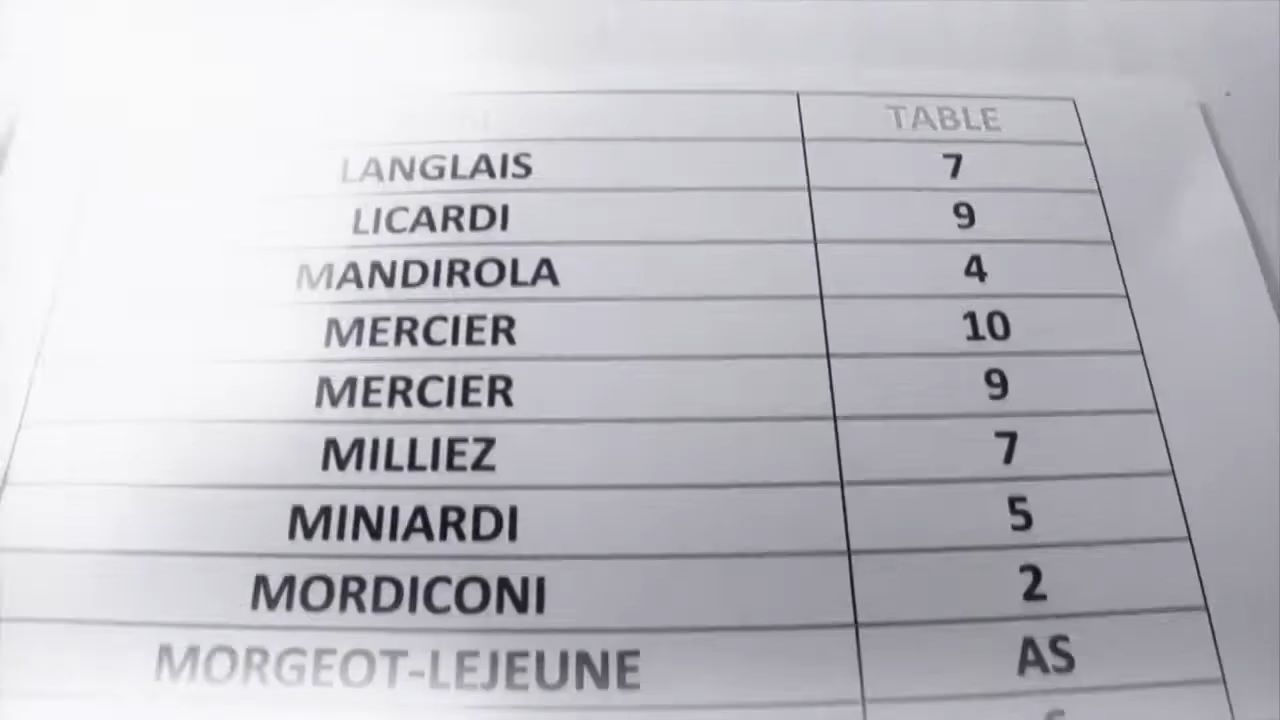 TABLE
LANGLAIS 7
LICARDI 9
MANDIROLA 4
MERCIER 10
MERCIER 9
MILLIEZ 7
MINIARDI 5
MORDICONI 2
MORGEOT-LEJEUNE AS